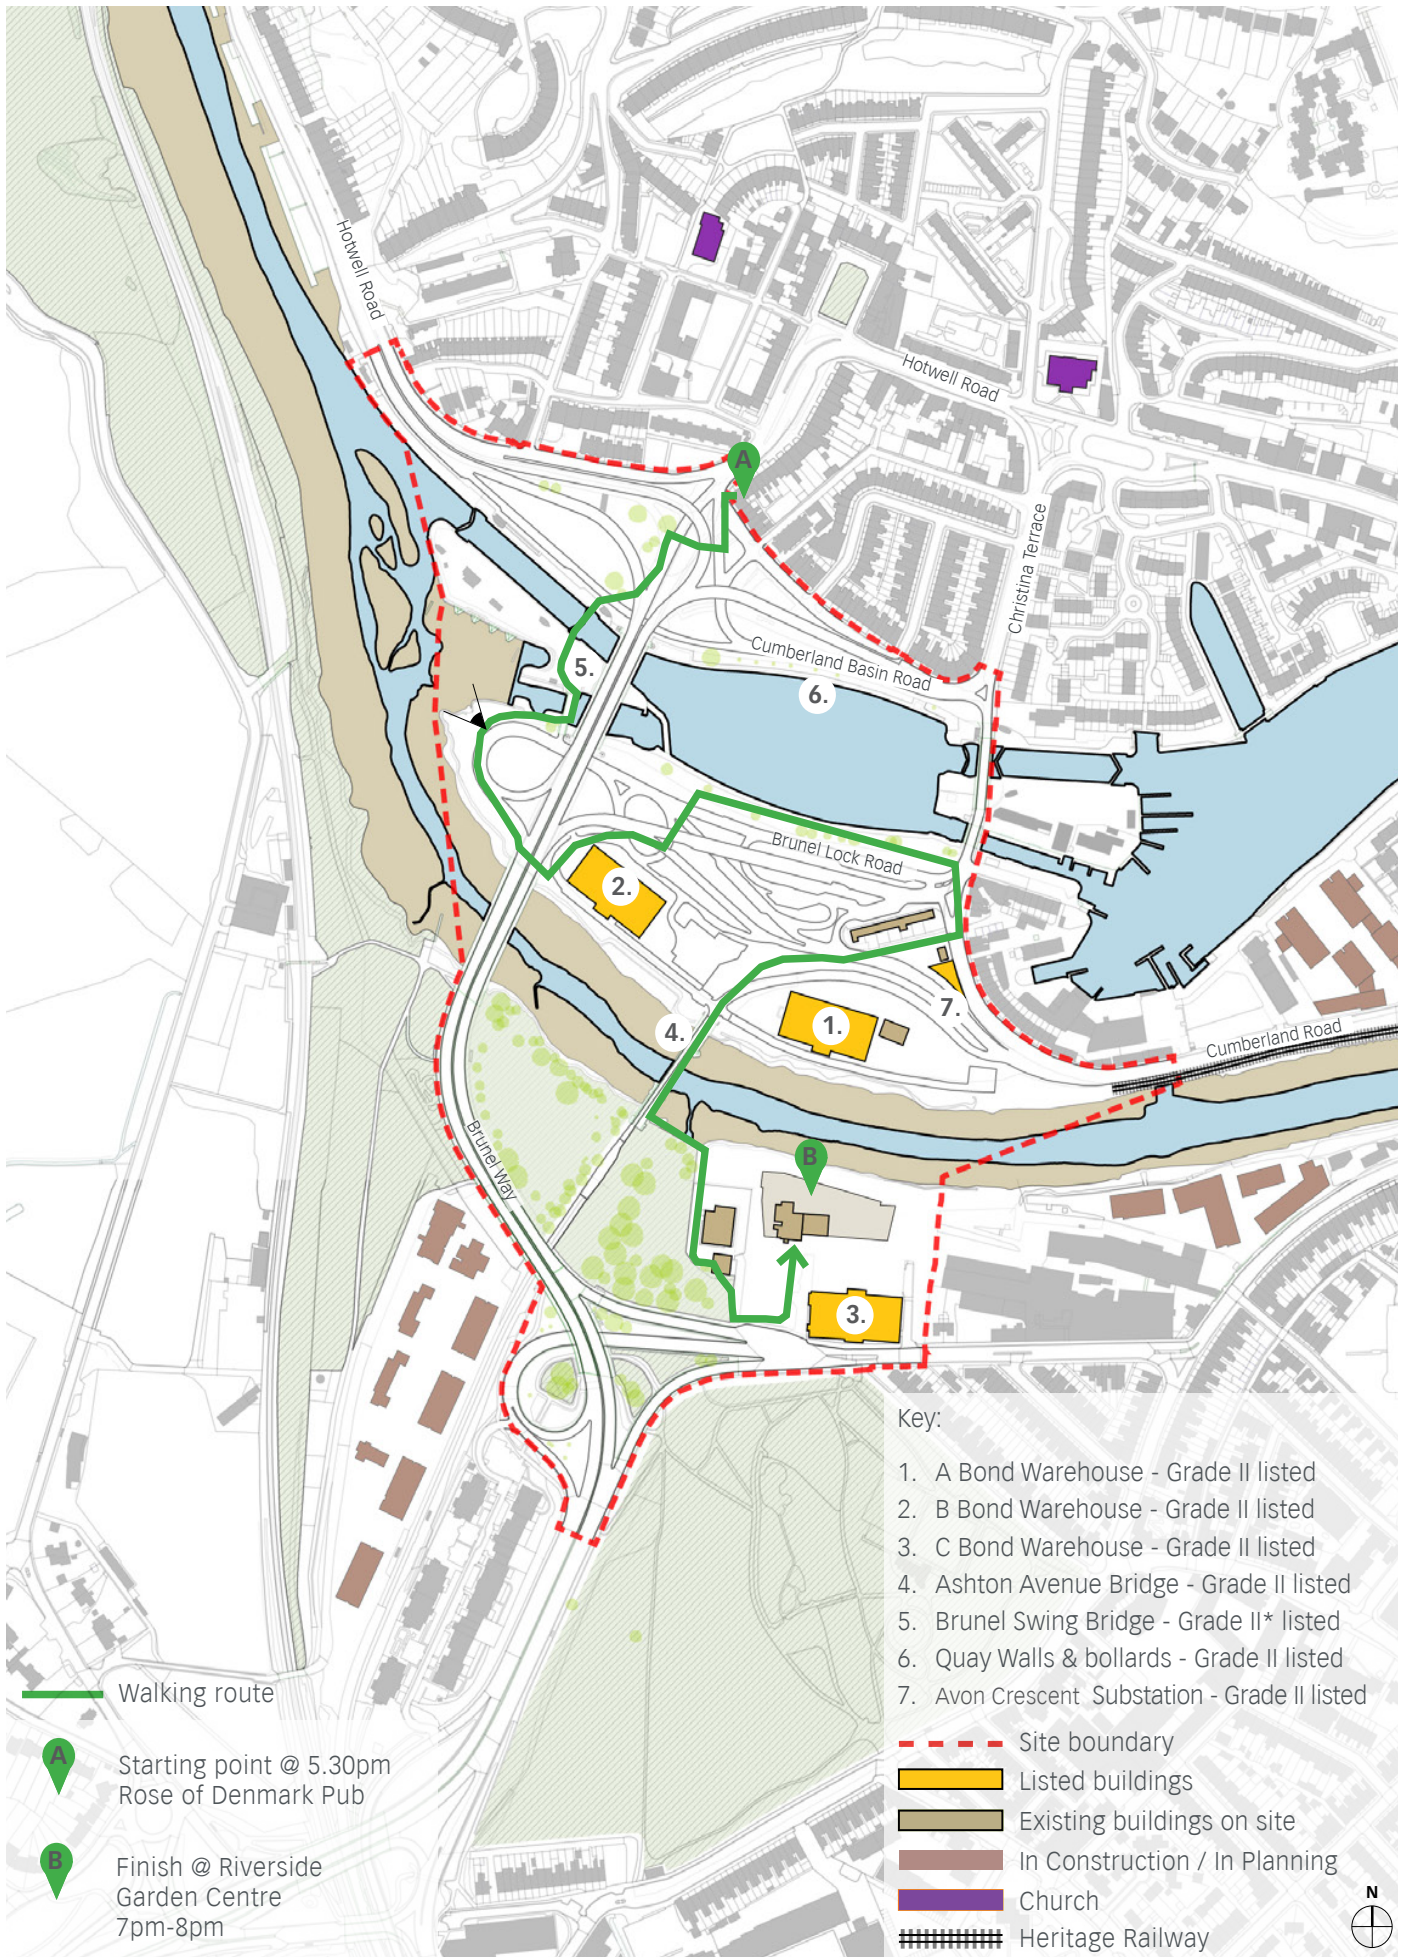 Hotwell Road
Hotwell Road
A
Christina Terrace
5.
Cumberland Basin Road
6.
Brunel Lock Road
2.
7.
1.
4.
Cumberland Road
Brunel Way
B
3.
Key:
1. A Bond Warehouse - Grade II listed
2. B Bond Warehouse - Grade II listed
3. C Bond Warehouse - Grade II listed
4. Ashton Avenue Bridge - Grade II listed
5. Brunel Swing Bridge - Grade II* listed
6. Quay Walls & bollards - Grade II listed
7. Avon Crescent Substation - Grade II listed
Site boundary
Listed buildings
Existing buildings on site
In Construction / In Planning
Church
Heritage Railway
N
Walking route
A
Starting point @ 5.30pm
Rose of Denmark Pub
B
Finish @ Riverside
Garden Centre
7pm-8pm